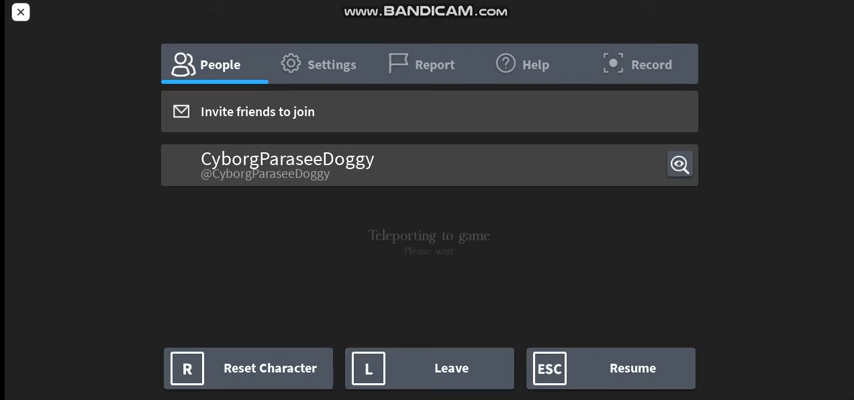 www.BANDICAM.com
People
Settings
Report
Help
Record
Invite friends to join
CyborgParaseeDoggy
@CyborgParaseeDoggy
Teleporting to game
Please wait
R Reset Character
L Leave
ESC Resume